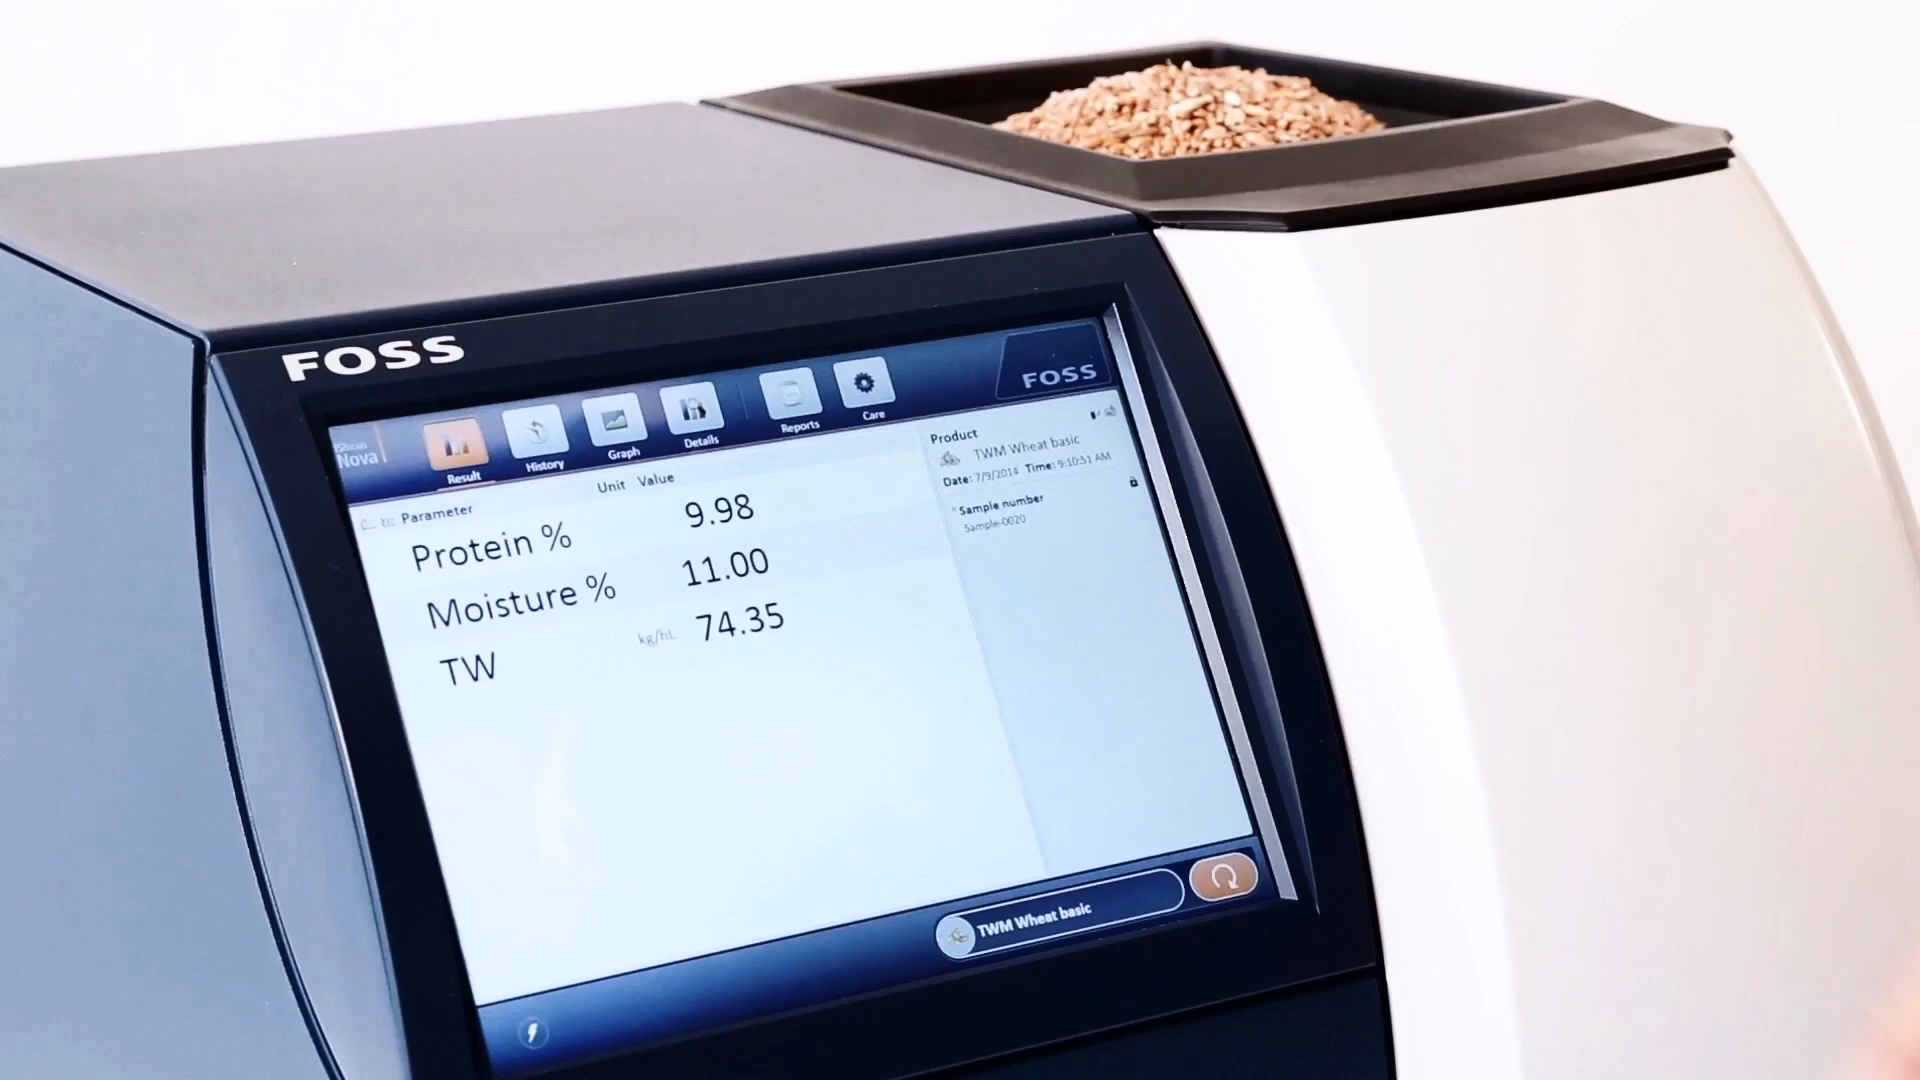 FOSS
FOSS
Nova
Result
History
Graph
Details
Reports
Care
Parameter
Unit Value
Protein % 9.98
Moisture % 11.00
TW kg/hL 74.35
Product
TWM Wheat basic
Date: 7/9/2014 Time: 9:10:51 AM
* Sample number
Sample-0020
TWM Wheat basic